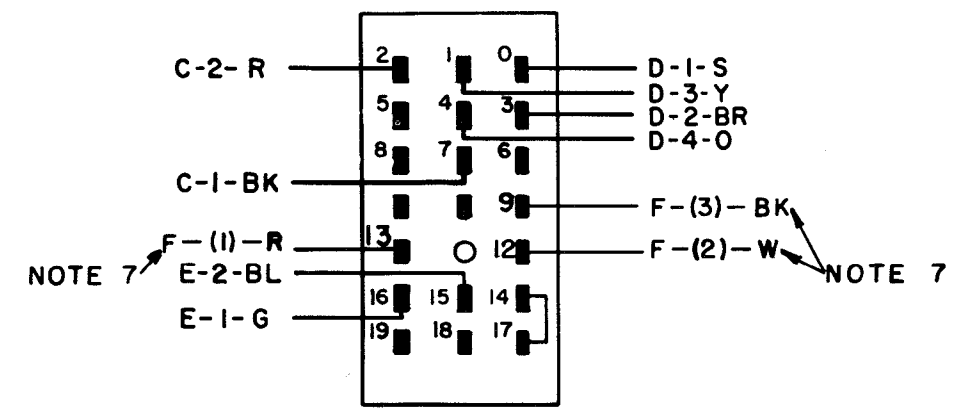 2 1 0
C-2-R
D-1-S
D-3-Y
5 4 3
D-2-BR
D-4-O
8 7 6
C-1-BK
9
F-(3)-BK
F-(1)-R
13 12
F-(2)-W
NOTE 7
NOTE 7
E-2-BL
16 15 14
E-1-G
19 18 17